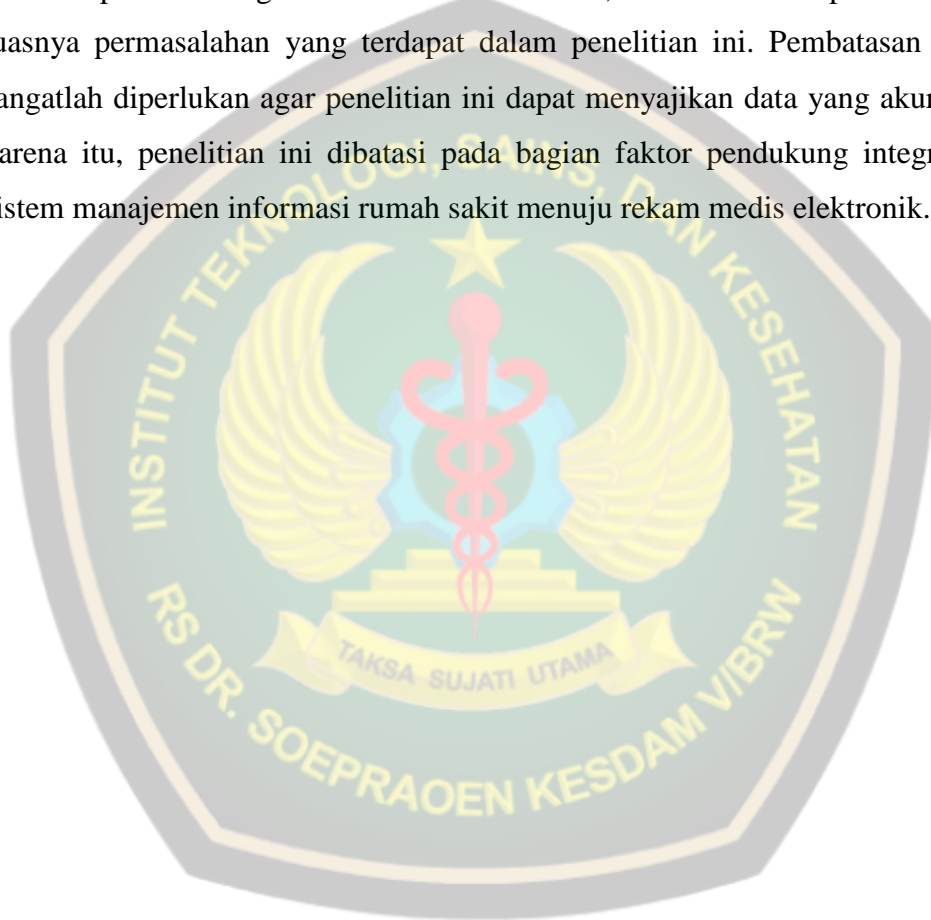 uasnya permasalahan yang terdapat dalam penelitian ini. Pembatasan
angatlah diperlukan agar penelitian ini dapat menyajikan data yang akur
arena itu, penelitian ini dibatasi pada bagian faktor pendukung integr
istem manajemen informasi rumah sakit menuju rekam medis elektronik.
INSTITUT TEKNOLOGI, SAINS, DAN KESEHATAN
TAKSA SUJATI UTAMA
RS DR. SOEPRAOEN KESDAM V/BRW